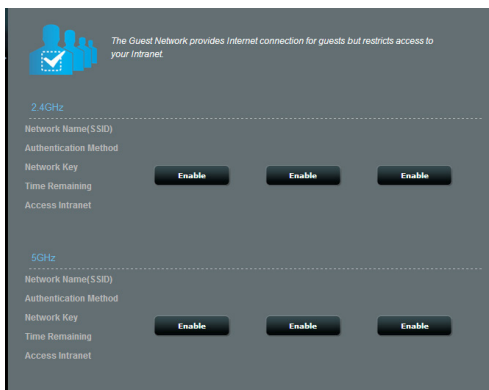 The Guest Network provides Internet connection for guests but restricts access to
your Intranet.
2.4GHz
Network Name(SSID)
Authentication Method
Network Key
Enable Enable Enable
Time Remaining
Access Intranet
5GHz
Network Name(SSID)
Authentication Method
Network Key
Enable Enable Enable
Time Remaining
Access Intranet